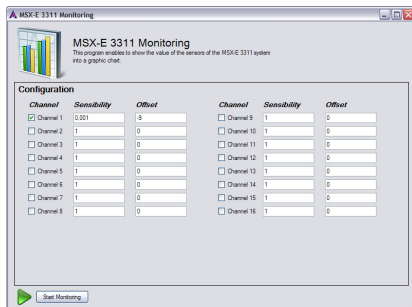 MSX-E 3311 Monitoring
MSX-E 3311 Monitoring
This program enables to show the value of the sensors of the MSX-E 3311 system
into a graphic chart.
Configuration
Channel Sensibility Offset Channel Sensibility Offset
Channel 1 0,001 -9 Channel 9 1 0
Channel 2 1 0 Channel 10 1 0
Channel 3 1 0 Channel 11 1 0
Channel 4 1 0 Channel 12 1 0
Channel 5 1 0 Channel 13 1 0
Channel 6 1 0 Channel 14 1 0
Channel 7 1 0 Channel 15 1 0
Channel 8 1 0 Channel 16 1 0
Start Monitoring